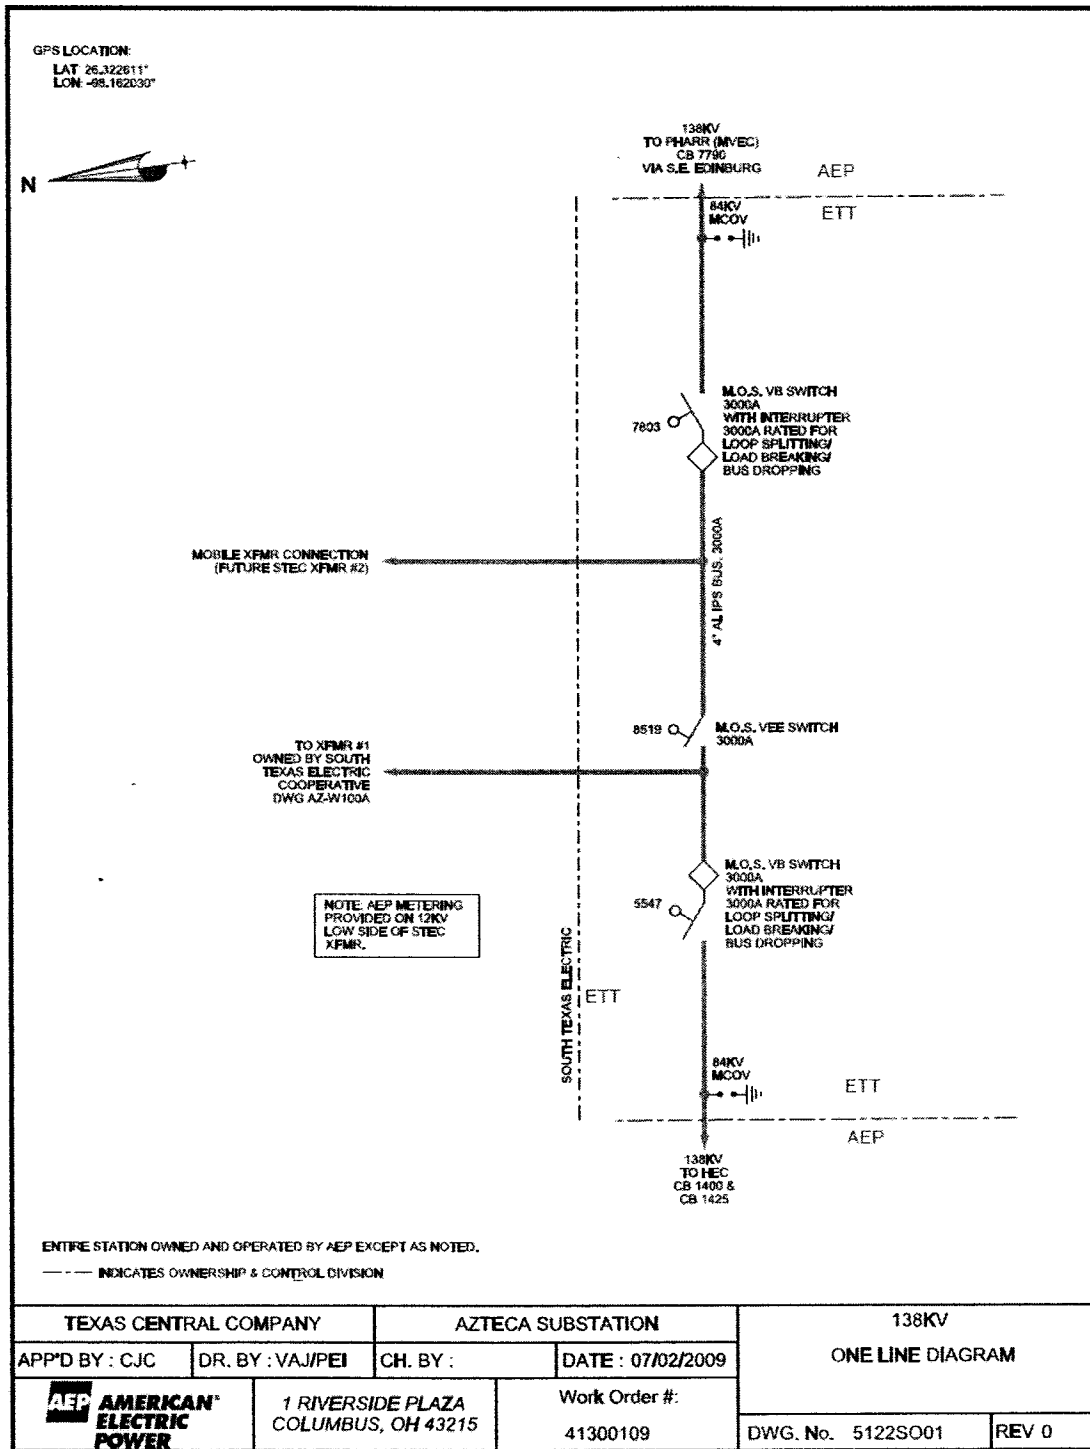 GPS LOCATION:
LAT: 26.322611°
LON: -98.162030°
N
138KV
TO PHARR (MVEC)
CB 7790
VIA S.E. EDINBURG
AEP
ETT
84KV
MCOV
7803
M.O.S. VB SWITCH
3000A
WITH INTERRUPTER
3000A RATED FOR
LOOP SPLITTING/
LOAD BREAKING/
BUS DROPPING
MOBILE XFMR CONNECTION
(FUTURE STEC XFMR #2)
4" AL IPS BUS. 3000A
8519
M.O.S. VEE SWITCH
3000A
TO XFMR #1
OWNED BY SOUTH
TEXAS ELECTRIC
COOPERATIVE
DWG AZ-W100A
5547
M.O.S. VB SWITCH
3000A
WITH INTERRUPTER
3000A RATED FOR
LOOP SPLITTING/
LOAD BREAKING/
BUS DROPPING
NOTE: AEP METERING
PROVIDED ON 12KV
LOW SIDE OF STEC
XFMR.
SOUTH TEXAS ELECTRIC
ETT
84KV
MCOV
ETT
AEP
138KV
TO HEC
CB 1400 &
CB 1425
ENTIRE STATION OWNED AND OPERATED BY AEP EXCEPT AS NOTED.
INDICATES OWNERSHIP & CONTROL DIVISION
TEXAS CENTRAL COMPANY
AZTECA SUBSTATION
138KV
ONE LINE DIAGRAM
APP'D BY : CJC
DR. BY : VAJ/PEI
CH. BY :
DATE : 07/02/2009
AEP AMERICAN®
ELECTRIC
POWER
1 RIVERSIDE PLAZA
COLUMBUS, OH 43215
Work Order #:
41300109
DWG. No. 5122SO01
REV 0